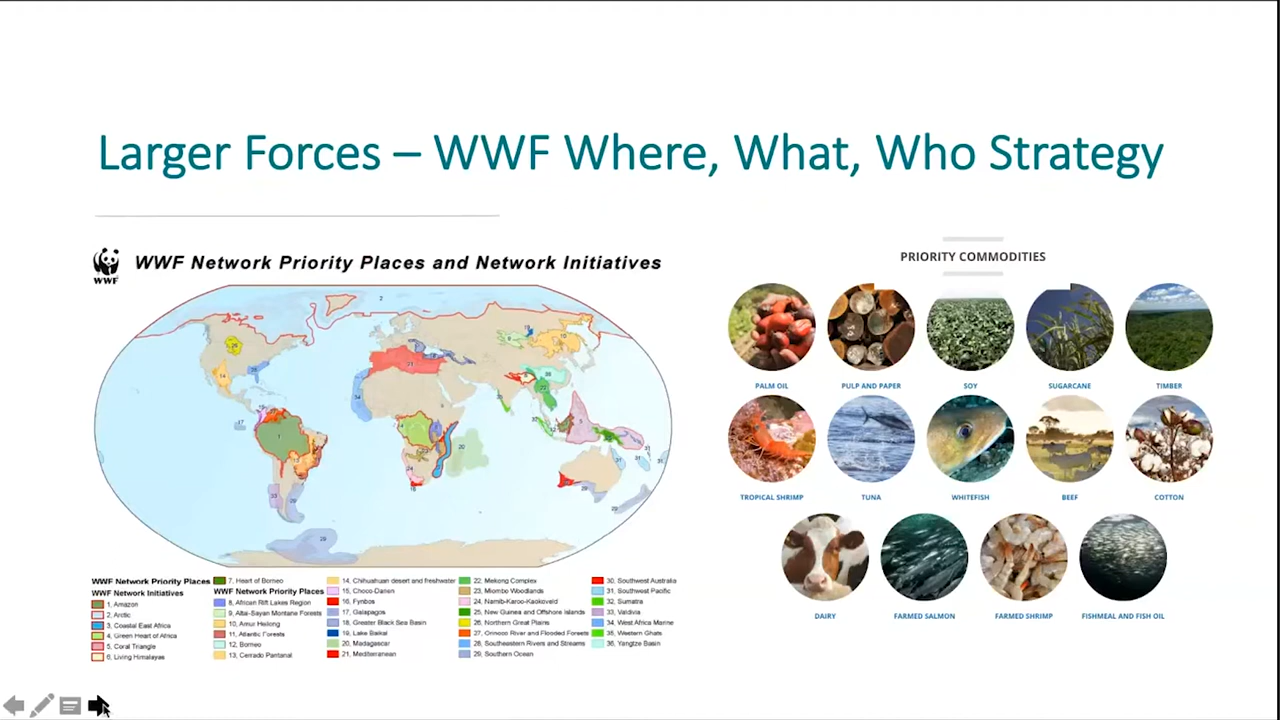 Larger Forces – WWF Where, What, Who Strategy
WWF
WWF Network Priority Places and Network Initiatives
WWF Network Priority Places
WWF Network Initiatives
1, Amazon
2, Arctic
3, Coastal East Africa
4, Green Heart of Africa
5, Coral Triangle
6, Living Himalayas
7, Heart of Borneo
WWF Network Priority Places
8, African Rift Lakes Region
9, Altai-Sayan Montane Forests
10, Amur Heilong
11, Atlantic Forests
12, Borneo
13, Cerrado Pantanal
14, Chihuahuan desert and freshwater
15, Choco-Darien
16, Fynbos
17, Galapagos
18, Greater Black Sea Basin
19, Lake Baikal
20, Madagascar
21, Mediterranean
22, Mekong Complex
23, Miombo Woodlands
24, Namib-Karoo-Kaokoveld
25, New Guinea and Offshore Islands
26, Northern Great Plains
27, Orinoco River and Flooded Forests
28, Southeastern Rivers and Streams
29, Southern Ocean
30, Southwest Australia
31, Southwest Pacific
32, Sumatra
33, Valdivia
34, West Africa Marine
35, Western Ghats
36, Yangtze Basin
PRIORITY COMMODITIES
PALM OIL
PULP AND PAPER
SOY
SUGARCANE
TIMBER
TROPICAL SHRIMP
TUNA
WHITEFISH
BEEF
COTTON
DAIRY
FARMED SALMON
FARMED SHRIMP
FISHMEAL AND FISH OIL